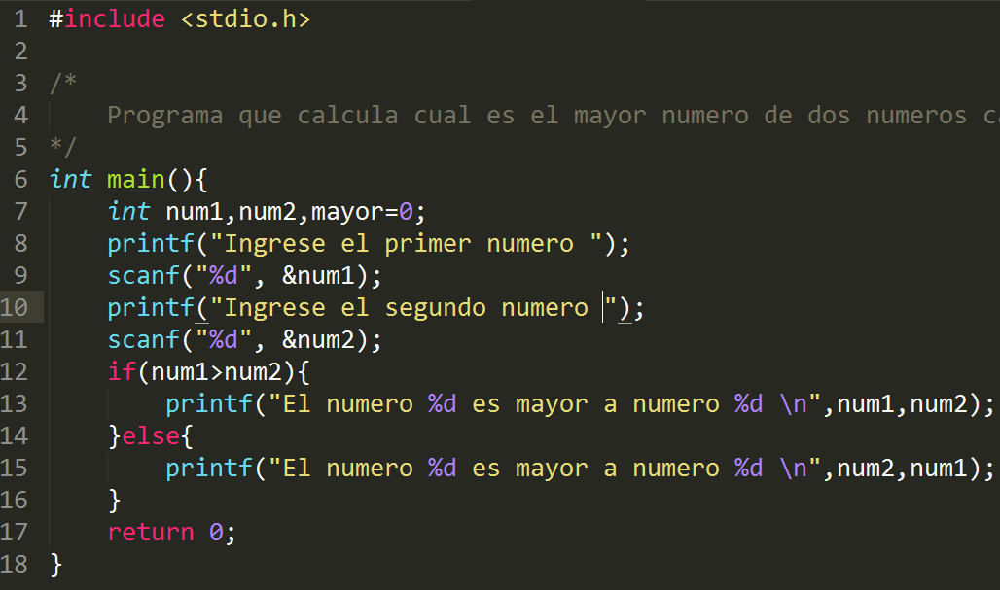 1 #include <stdio.h>
2
3 /*
4 Programa que calcula cual es el mayor numero de dos numeros
5 */
6 int main(){
7 int num1,num2,mayor=0;
8 printf("Ingrese el primer numero ");
9 scanf("%d", &num1);
10 printf("Ingrese el segundo numero ");
11 scanf("%d", &num2);
12 if(num1>num2){
13 printf("El numero %d es mayor a numero %d \n",num1,num2);
14 }else{
15 printf("El numero %d es mayor a numero %d \n",num2,num1);
16 }
17 return 0;
18 }